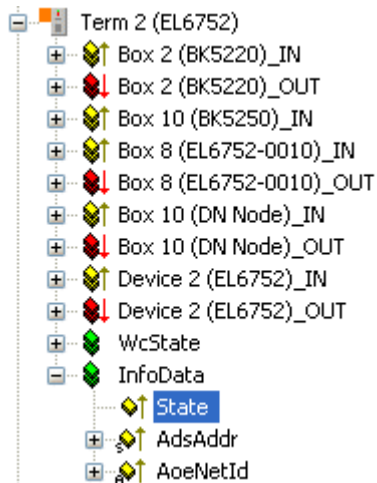 Term 2 (EL6752)
Box 2 (BK5220)_IN
Box 2 (BK5220)_OUT
Box 10 (BK5250)_IN
Box 8 (EL6752-0010)_IN
Box 8 (EL6752-0010)_OUT
Box 10 (DN Node)_IN
Box 10 (DN Node)_OUT
Device 2 (EL6752)_IN
Device 2 (EL6752)_OUT
WcState
InfoData
State
AdsAddr
AoeNetId